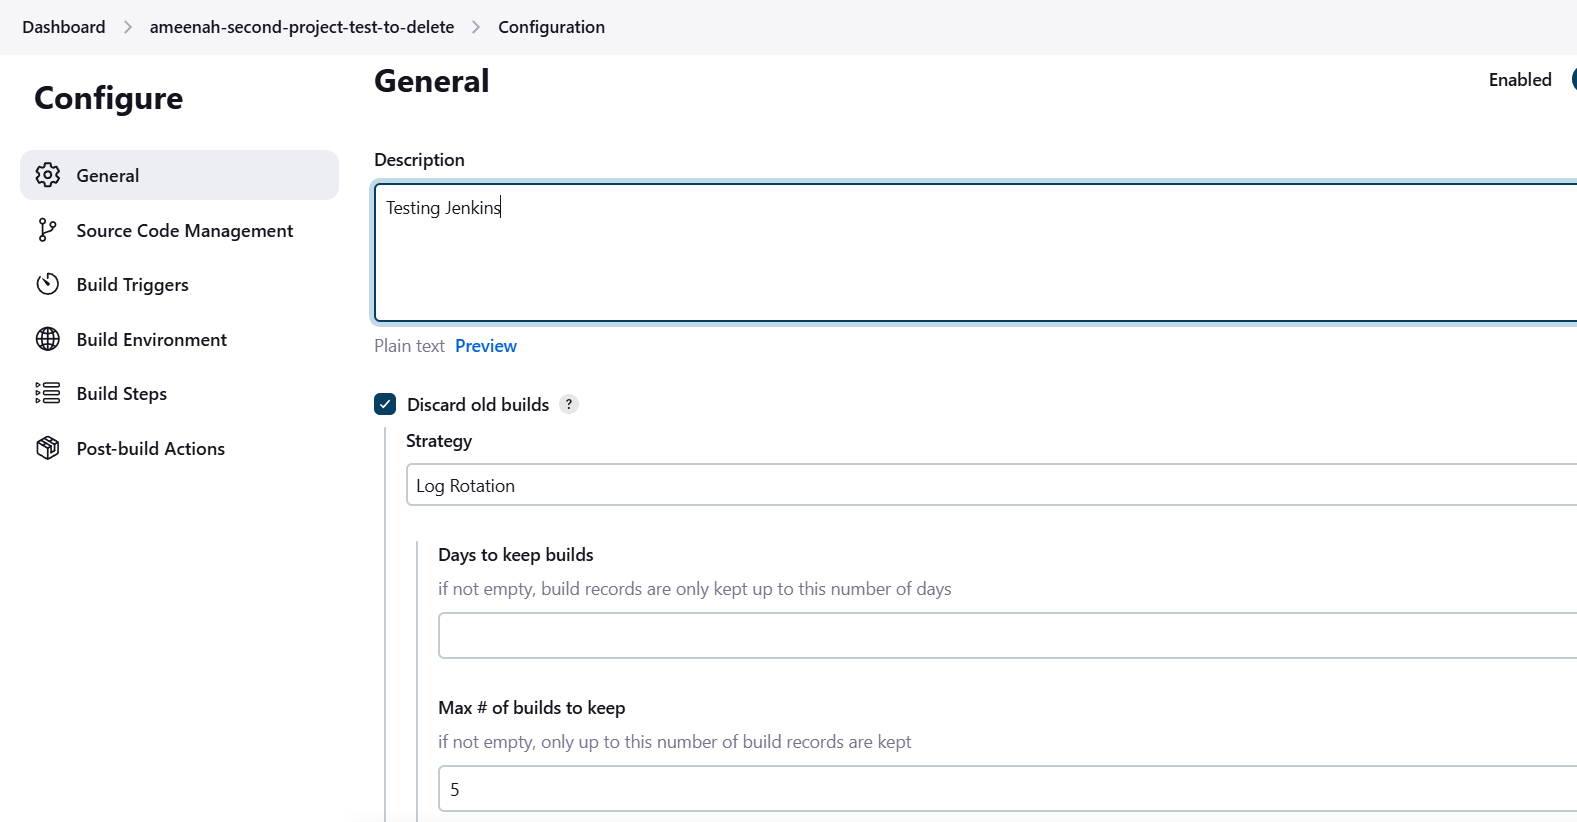 Dashboard > ameenah-second-project-test-to-delete > Configuration
Configure
General
Source Code Management
Build Triggers
Build Environment
Build Steps
Post-build Actions
General
Enabled
Description
Testing Jenkins
Plain text Preview
Discard old builds ?
Strategy
Log Rotation
Days to keep builds
if not empty, build records are only kept up to this number of days
Max # of builds to keep
if not empty, only up to this number of build records are kept
5